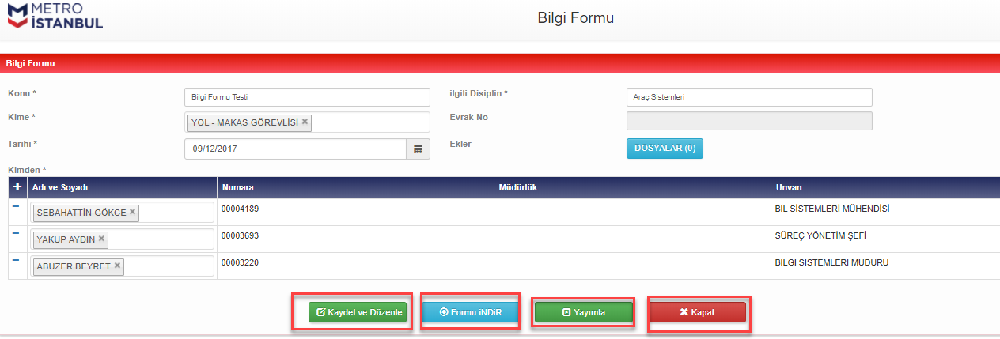 METRO
İSTANBUL
Bilgi Formu
Bilgi Formu
Konu *
Bilgi Formu Testi
ilgili Disiplin *
Araç Sistemleri
Kime *
YOL - MAKAS GÖREVLİSİ ×
Evrak No
Tarihi *
09/12/2017
Ekler
DOSYALAR (0)
Kimden *
+ Adı ve Soyadı Numara Müdürlük Ünvan
− SEBAHATTİN GÖKCE × 00004189 BIL SİSTEMLERİ MÜHENDİSİ
− YAKUP AYDIN × 00003693 SÜREÇ YÖNETİM ŞEFİ
− ABUZER BEYRET × 00003220 BİLGİ SİSTEMLERİ MÜDÜRÜ
Kaydet ve Düzenle
Formu iNDiR
Yayımla
Kapat